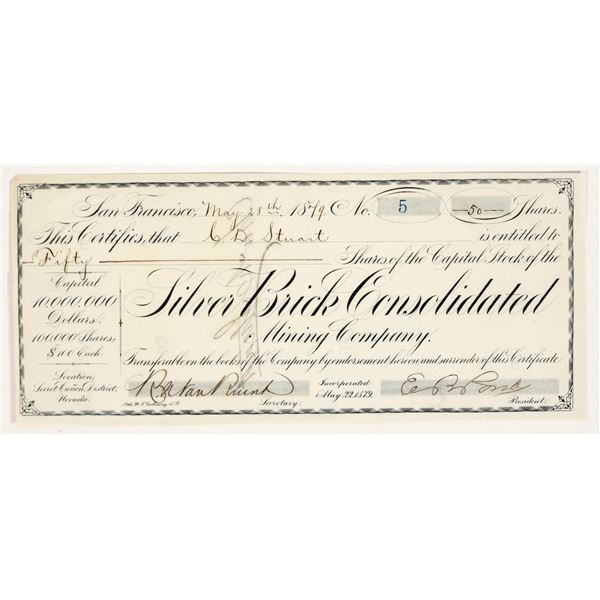 San Francisco, May 28th 1879 No. 5 50 Shares.
This Certifies, that Stuart is entitled to
Fifty Shares of the Capital Stock of the
Capital
10,000,000
Dollars.
100,000 Shares,
$100 Each.
Silver Brick Consolidated
Mining Company.
Transferable on the books of the Company by endorsement hereon and surrender of this Certificate.
Location,
Secret Canon District,
Nevada.
R. Van
Secretary.
Incorporated
May 22, 1879.
E B
President.